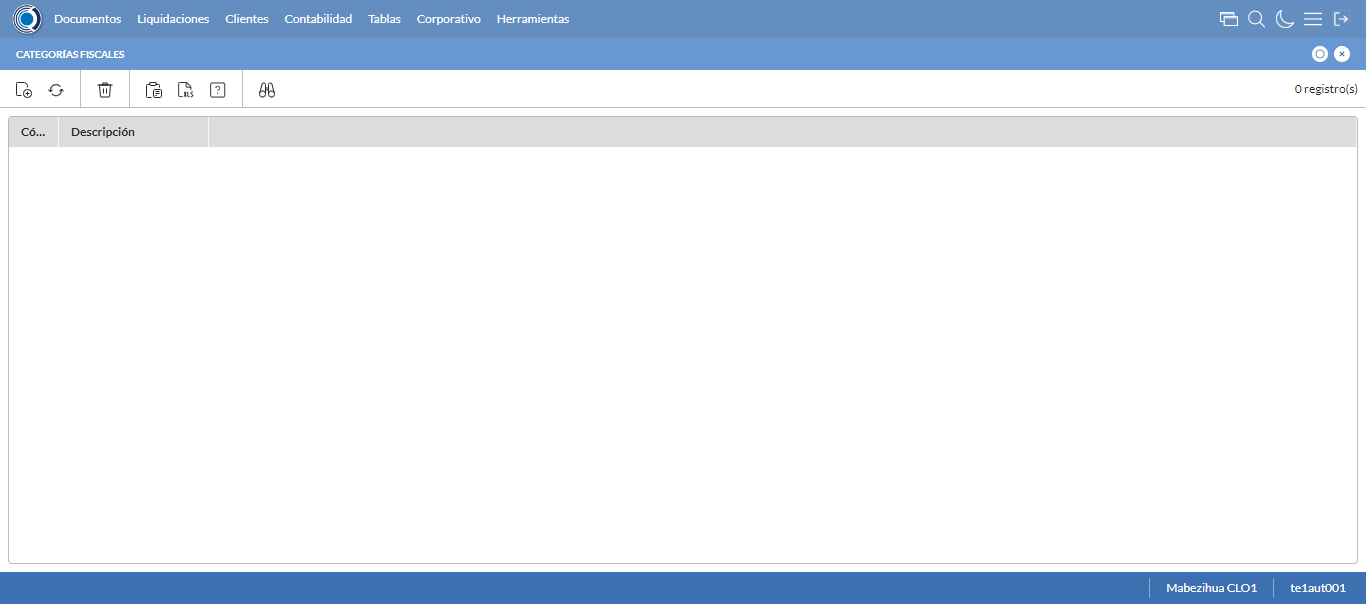 Documentos Liquidaciones Clientes Contabilidad Tablas Corporativo Herramientas
CATEGORÍAS FISCALES
XLS ? 0 registro(s)
Có... Descripción
Mabezihua CLO1 te1aut001